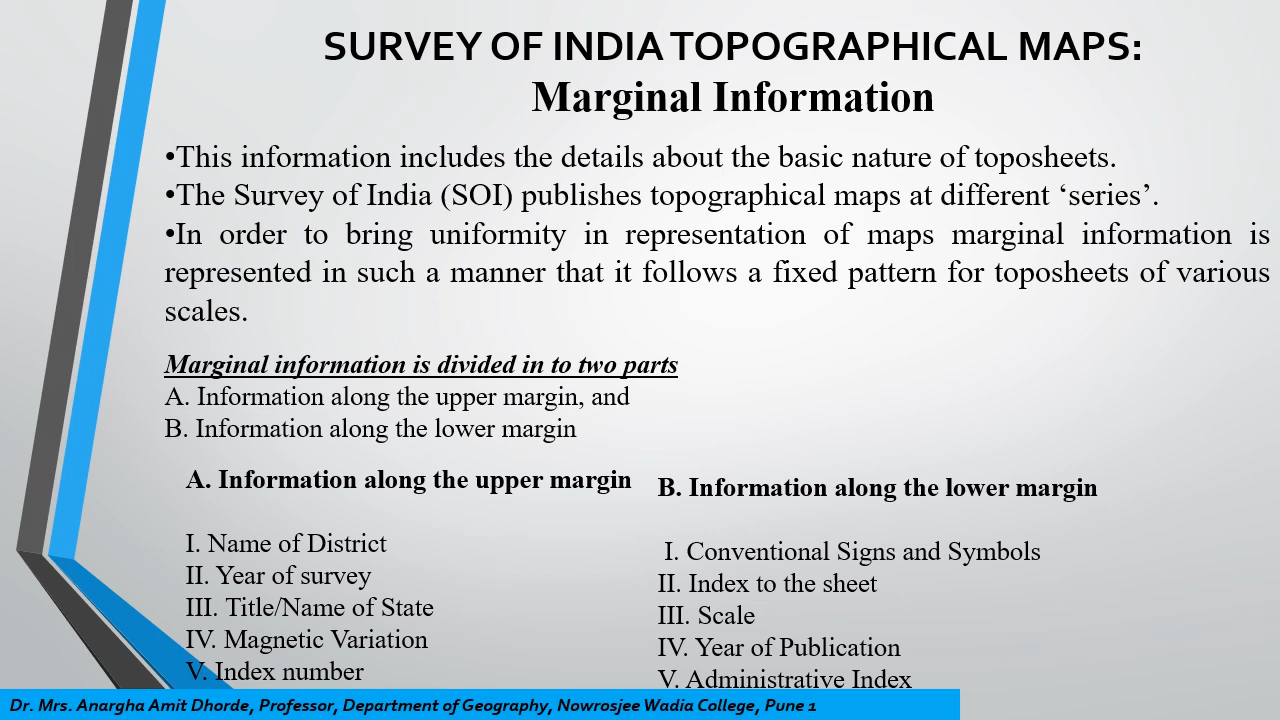 SURVEY OF INDIA TOPOGRAPHICAL MAPS:
Marginal Information
•This information includes the details about the basic nature of toposheets.
•The Survey of India (SOI) publishes topographical maps at different ‘series’.
•In order to bring uniformity in representation of maps marginal information is
represented in such a manner that it follows a fixed pattern for toposheets of various
scales.
Marginal information is divided in to two parts
A. Information along the upper margin, and
B. Information along the lower margin
A. Information along the upper margin
I. Name of District
II. Year of survey
III. Title/Name of State
IV. Magnetic Variation
V. Index number
B. Information along the lower margin
I. Conventional Signs and Symbols
II. Index to the sheet
III. Scale
IV. Year of Publication
V. Administrative Index
Dr. Mrs. Anargha Amit Dhorde, Professor, Department of Geography, Nowrosjee Wadia College, Pune 1